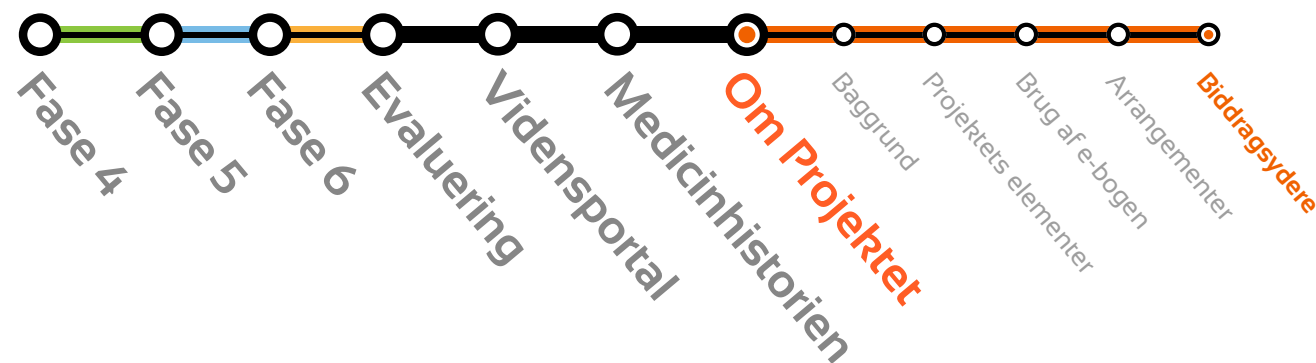 Fase 4
Fase 5
Fase 6
Evaluering
Vidensportal
Medicinhistorien
Om Projektet
Baggrund
Projektets elementer
Brug af e-bogen
Arrangementer
Biddragsydere